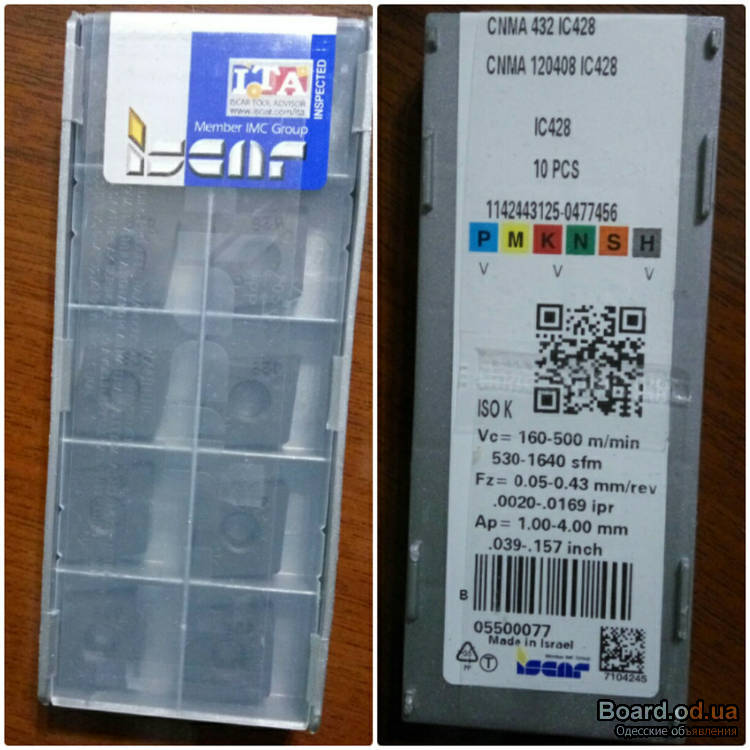 ITA
ISCAR TOOL ADVISOR
www.iscar.com/ita
INSPECTED
Member IMC Group
iscar
CNMA 432 IC428
CNMA 120408 IC428
IC428
10 PCS
1142443125-0477456
P M K N S H
V V V
ISO K
Vc= 160-500 m/min
530-1640 sfm
Fz= 0.05-0.43 mm/rev
.0020-.0169 ipr
Ap= 1.00-4.00 mm
.039-.157 inch
B
05500077
Made in Israel
Member IMC Group
iscar
T
7104245
Board.od.ua
Одесские объявления